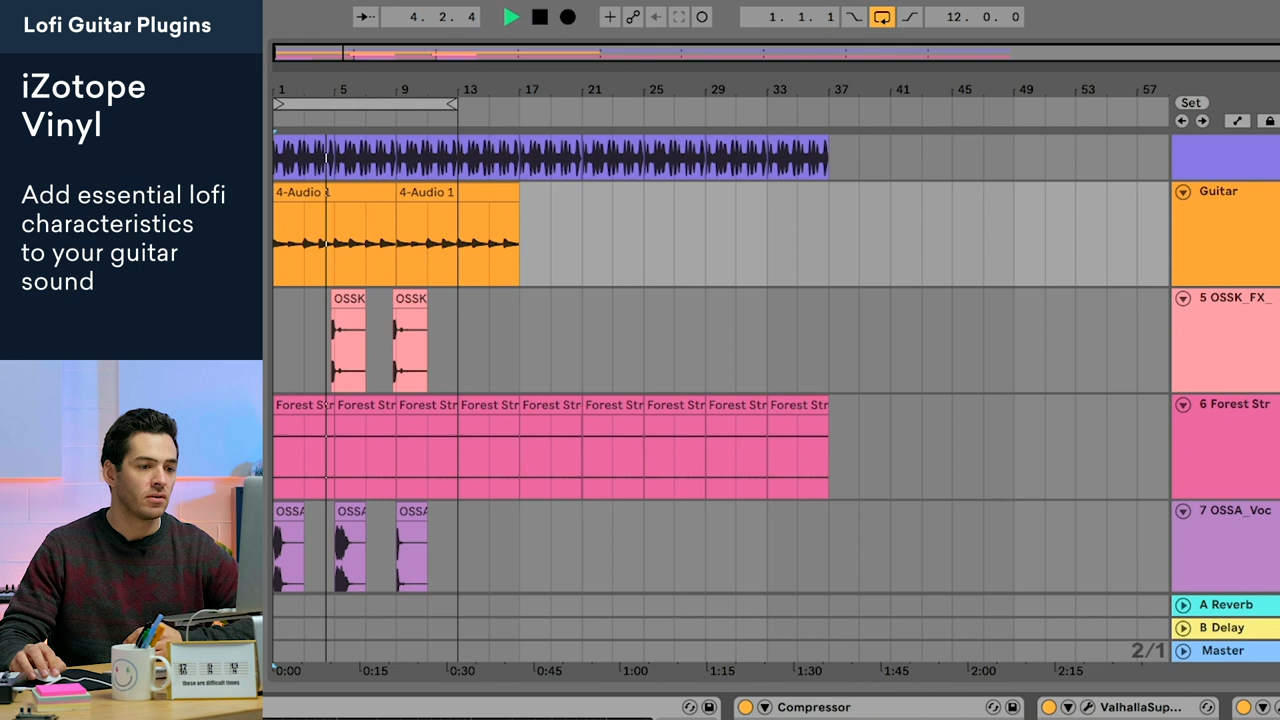 Lofi Guitar Plugins
iZotope
Vinyl
Add essential lofi
characteristics
to your guitar
sound
4. 2. 4
1. 1. 1
12. 0. 0
1 5 9 13 17 21 25 29 33 37 41 45 49 53 57
Set
4-Audio 1 4-Audio 1
Guitar
OSSK OSSK
5 OSSK_FX_
Forest Str Forest Str Forest Str Forest Str Forest Str Forest Str Forest Str Forest Str Forest Str
6 Forest Str
OSSA OSSA OSSA
7 OSSA_Voc
A Reverb
B Delay
2/1
Master
0:00 0:15 0:30 0:45 1:00 1:15 1:30 1:45 2:00 2:15
Compressor
ValhallaSup...
these are difficult times